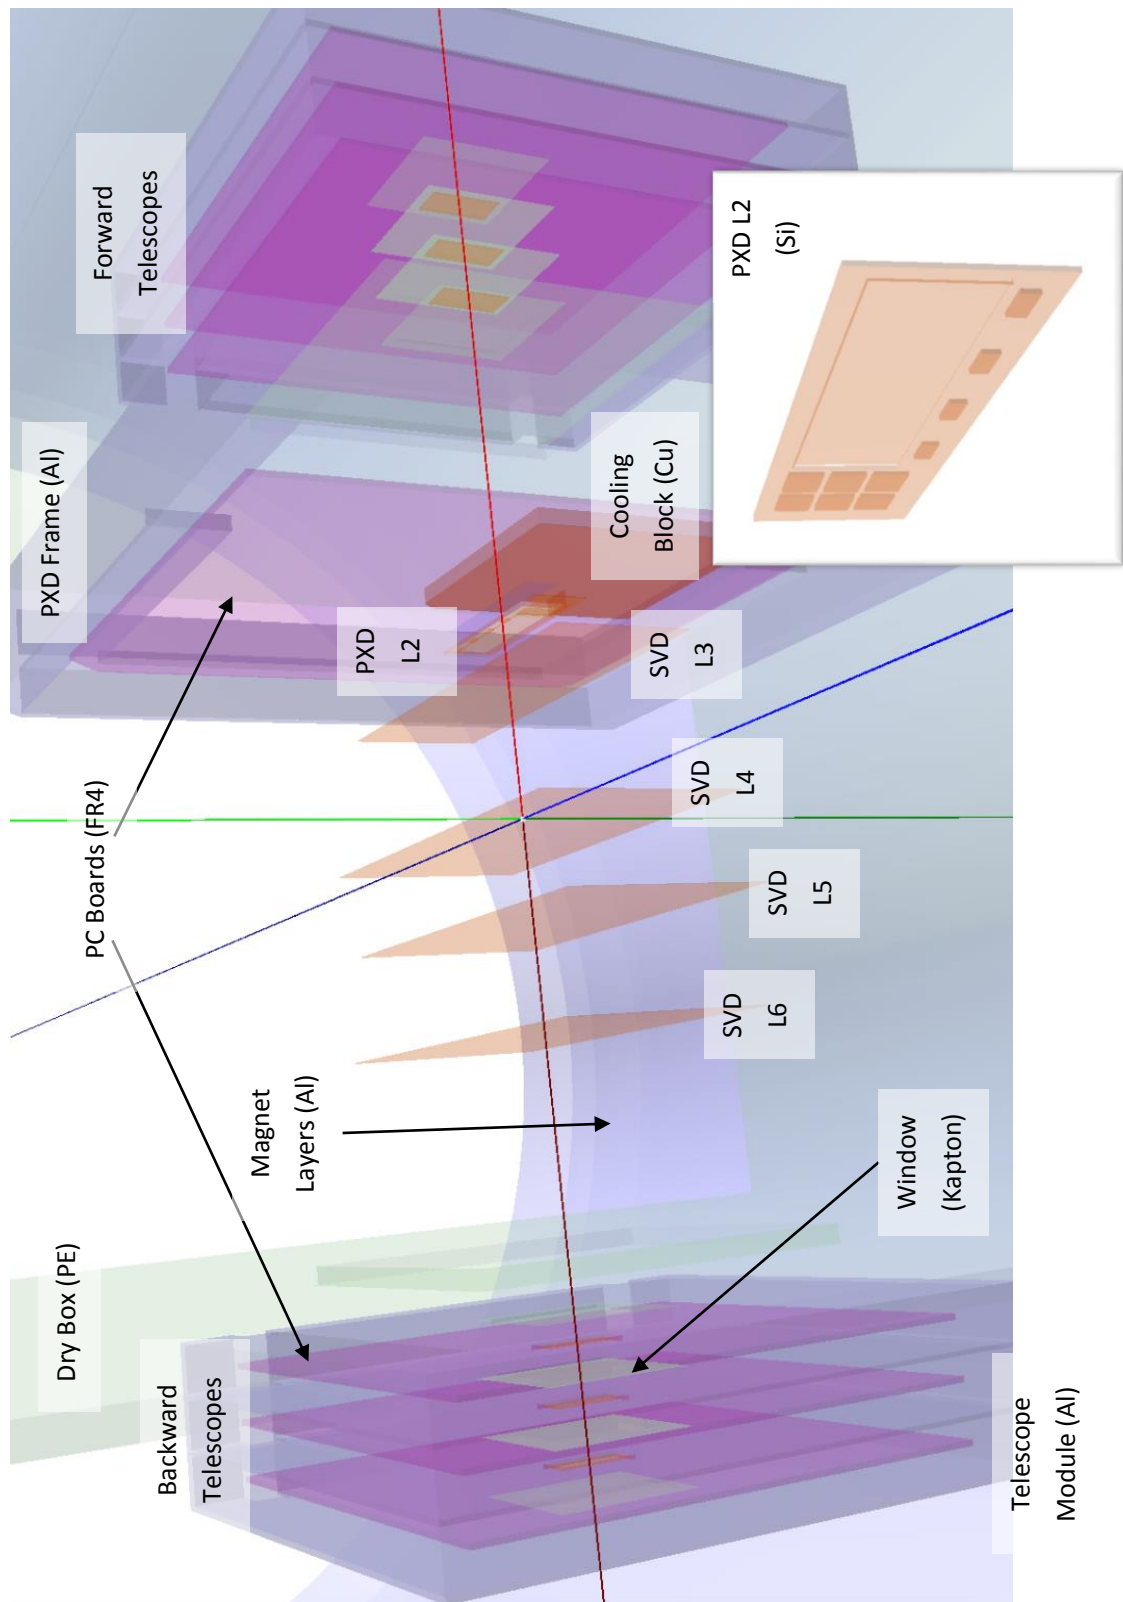 Forward
Telescopes
PXD Frame (Al)
PXD L2
(Si)
Cooling
Block (Cu)
PXD
L2
SVD
L3
SVD
L4
PC Boards (FR4)
SVD
L5
SVD
L6
Magnet
Layers (Al)
Window
(Kapton)
Dry Box (PE)
Backward
Telescopes
Telescope
Module (Al)